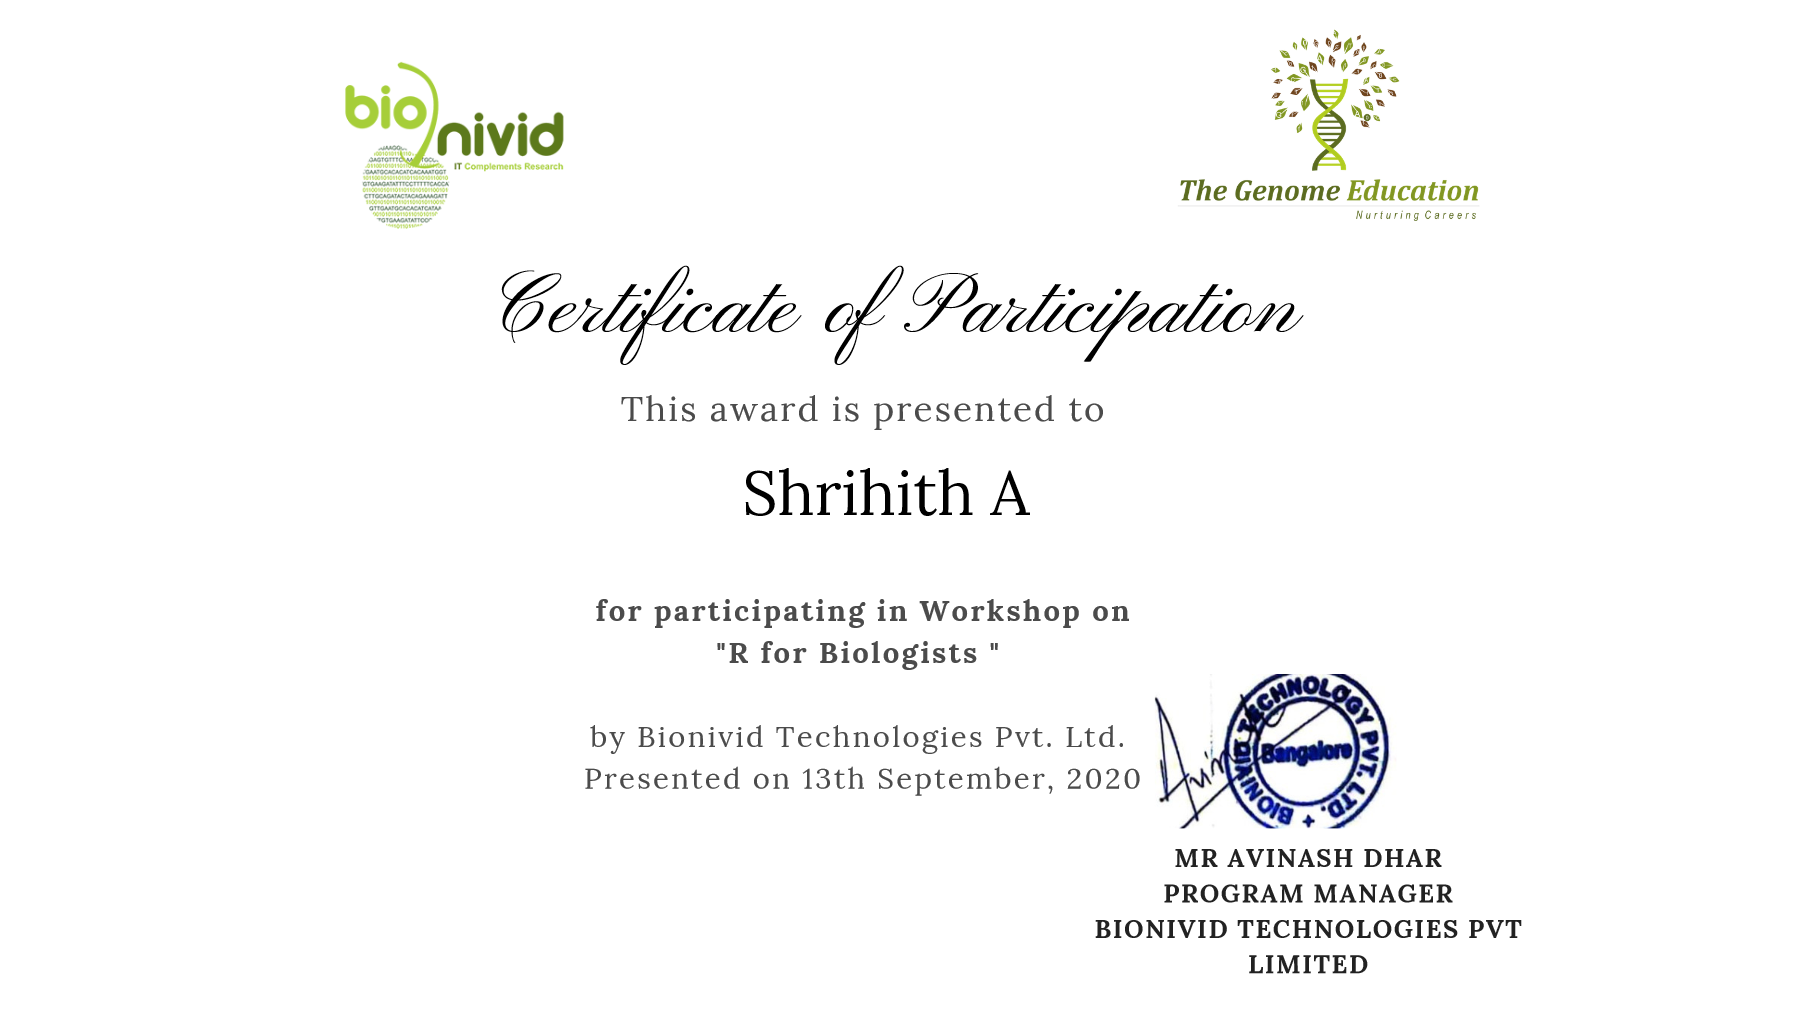 bionivid
IT Complements Research
The Genome Education
Nurturing Careers
Certificate of Participation
This award is presented to
Shrihith A
for participating in Workshop on
"R for Biologists "
by Bionivid Technologies Pvt. Ltd.
Presented on 13th September, 2020
BIONIVID TECHNOLOGY PVT. LTD.
Bangalore
MR AVINASH DHAR
PROGRAM MANAGER
BIONIVID TECHNOLOGIES PVT
LIMITED